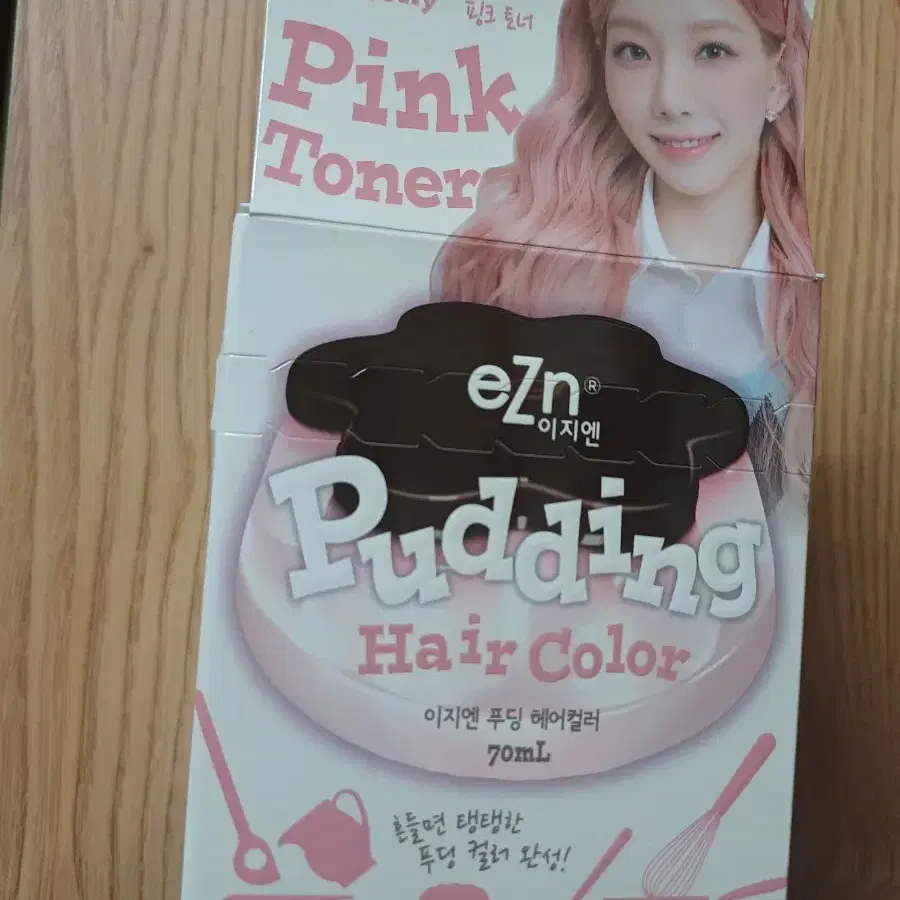 핑크 토너
Pink
Toner
eZn®
이지엔
Pudding
Hair Color
이지엔 푸딩 헤어컬러
70mL
흔들면 탱탱한
푸딩 컬러 완성!